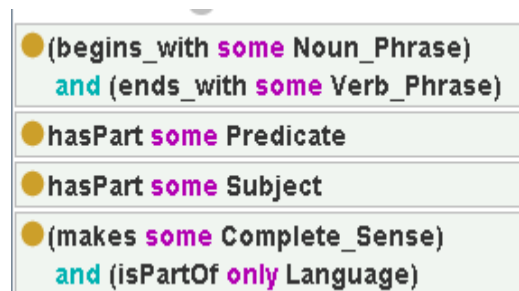 (begins_with some Noun_Phrase)
and (ends_with some Verb_Phrase)
hasPart some Predicate
hasPart some Subject
(makes some Complete_Sense)
and (isPartOf only Language)